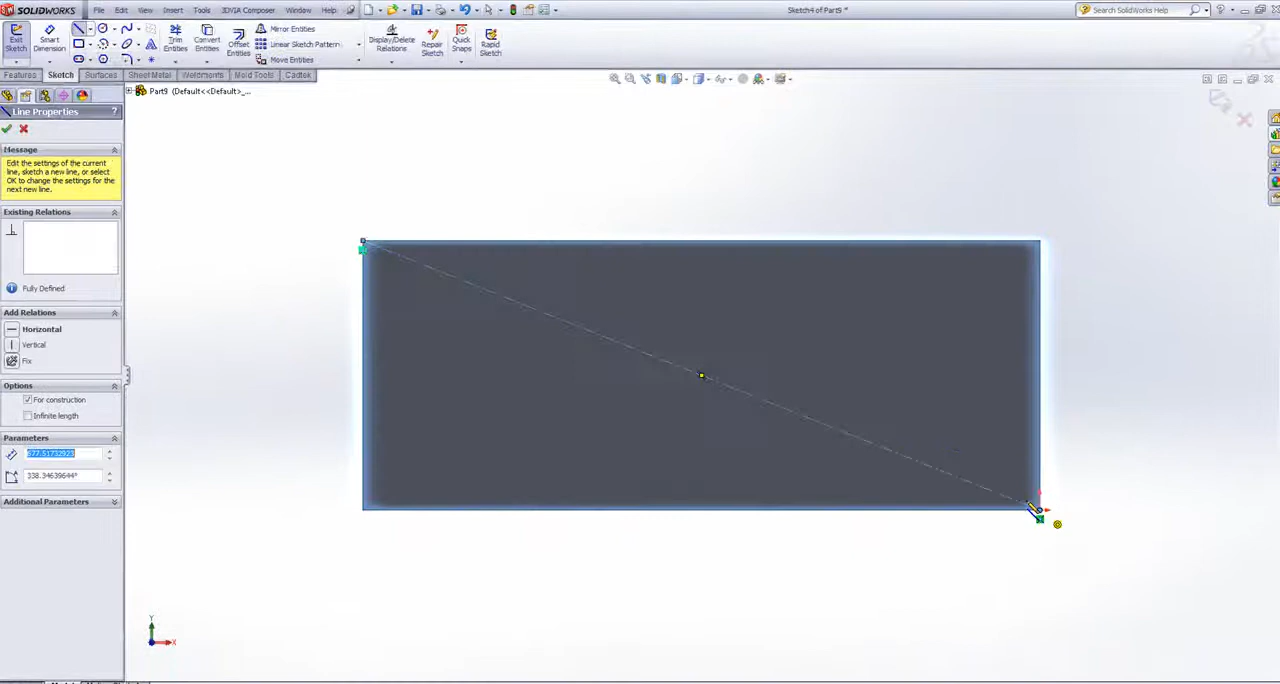 SOLIDWORKS File Edit View Insert Tools 3DVIA Composer Window Help Sketch4 of Part9 * Search SolidWorks Help
Exit Sketch Smart Dimension Trim Entities Convert Entities Offset Entities Mirror Entities Linear Sketch Pattern Move Entities Display/Delete Relations Repair Sketch Quick Snaps Rapid Sketch
Features Sketch Surfaces Sheet Metal Weldments Mold Tools Cadtek
Part9 (Default<<Default>_...
Line Properties ?
Message
Edit the settings of the current
line, sketch a new line, or select
OK to change the settings for the
next new line.
Existing Relations
Fully Defined
Add Relations
Horizontal
Vertical
Fix
Options
For construction
Infinite length
Parameters
677.51732923
338.34639644°
Additional Parameters
Y
X